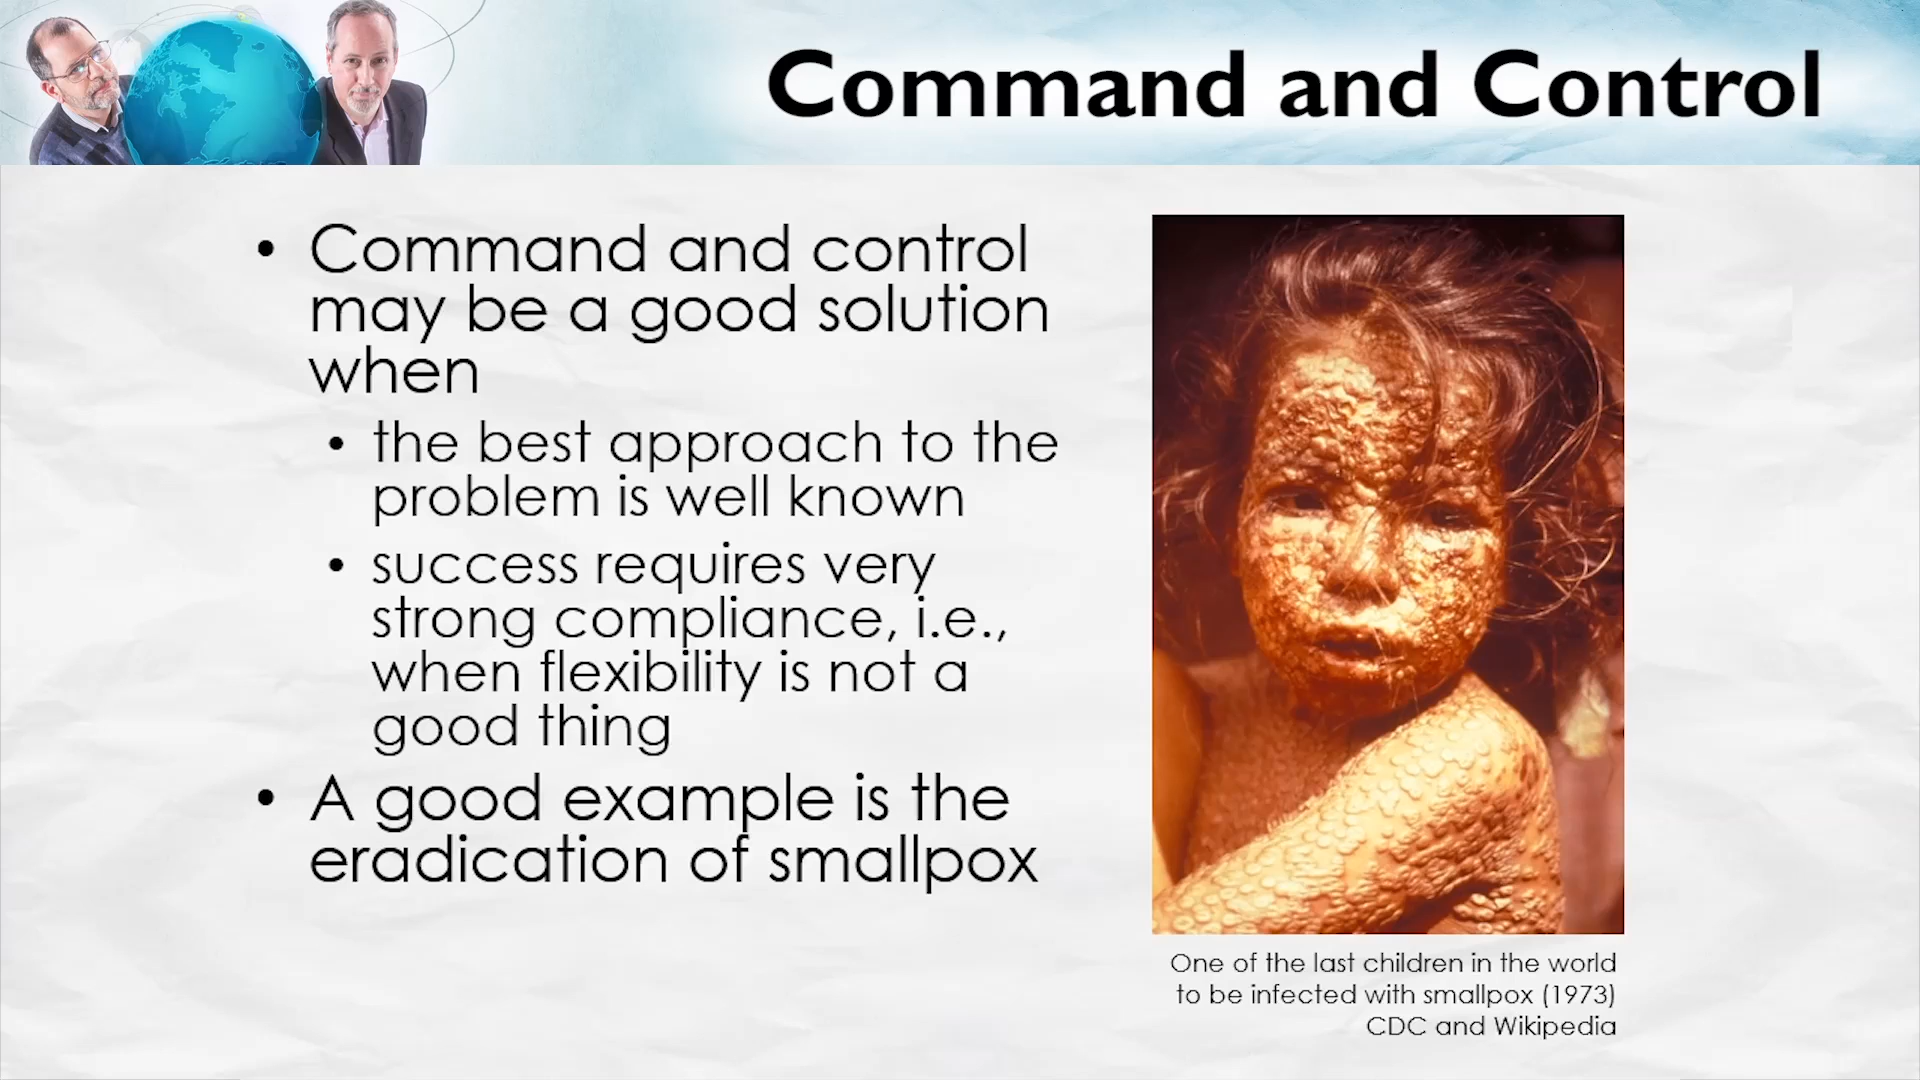 Command and Control
• Command and control
may be a good solution
when
• the best approach to the
problem is well known
• success requires very
strong compliance, i.e.,
when flexibility is not a
good thing
• A good example is the
eradication of smallpox
One of the last children in the world
to be infected with smallpox (1973)
CDC and Wikipedia